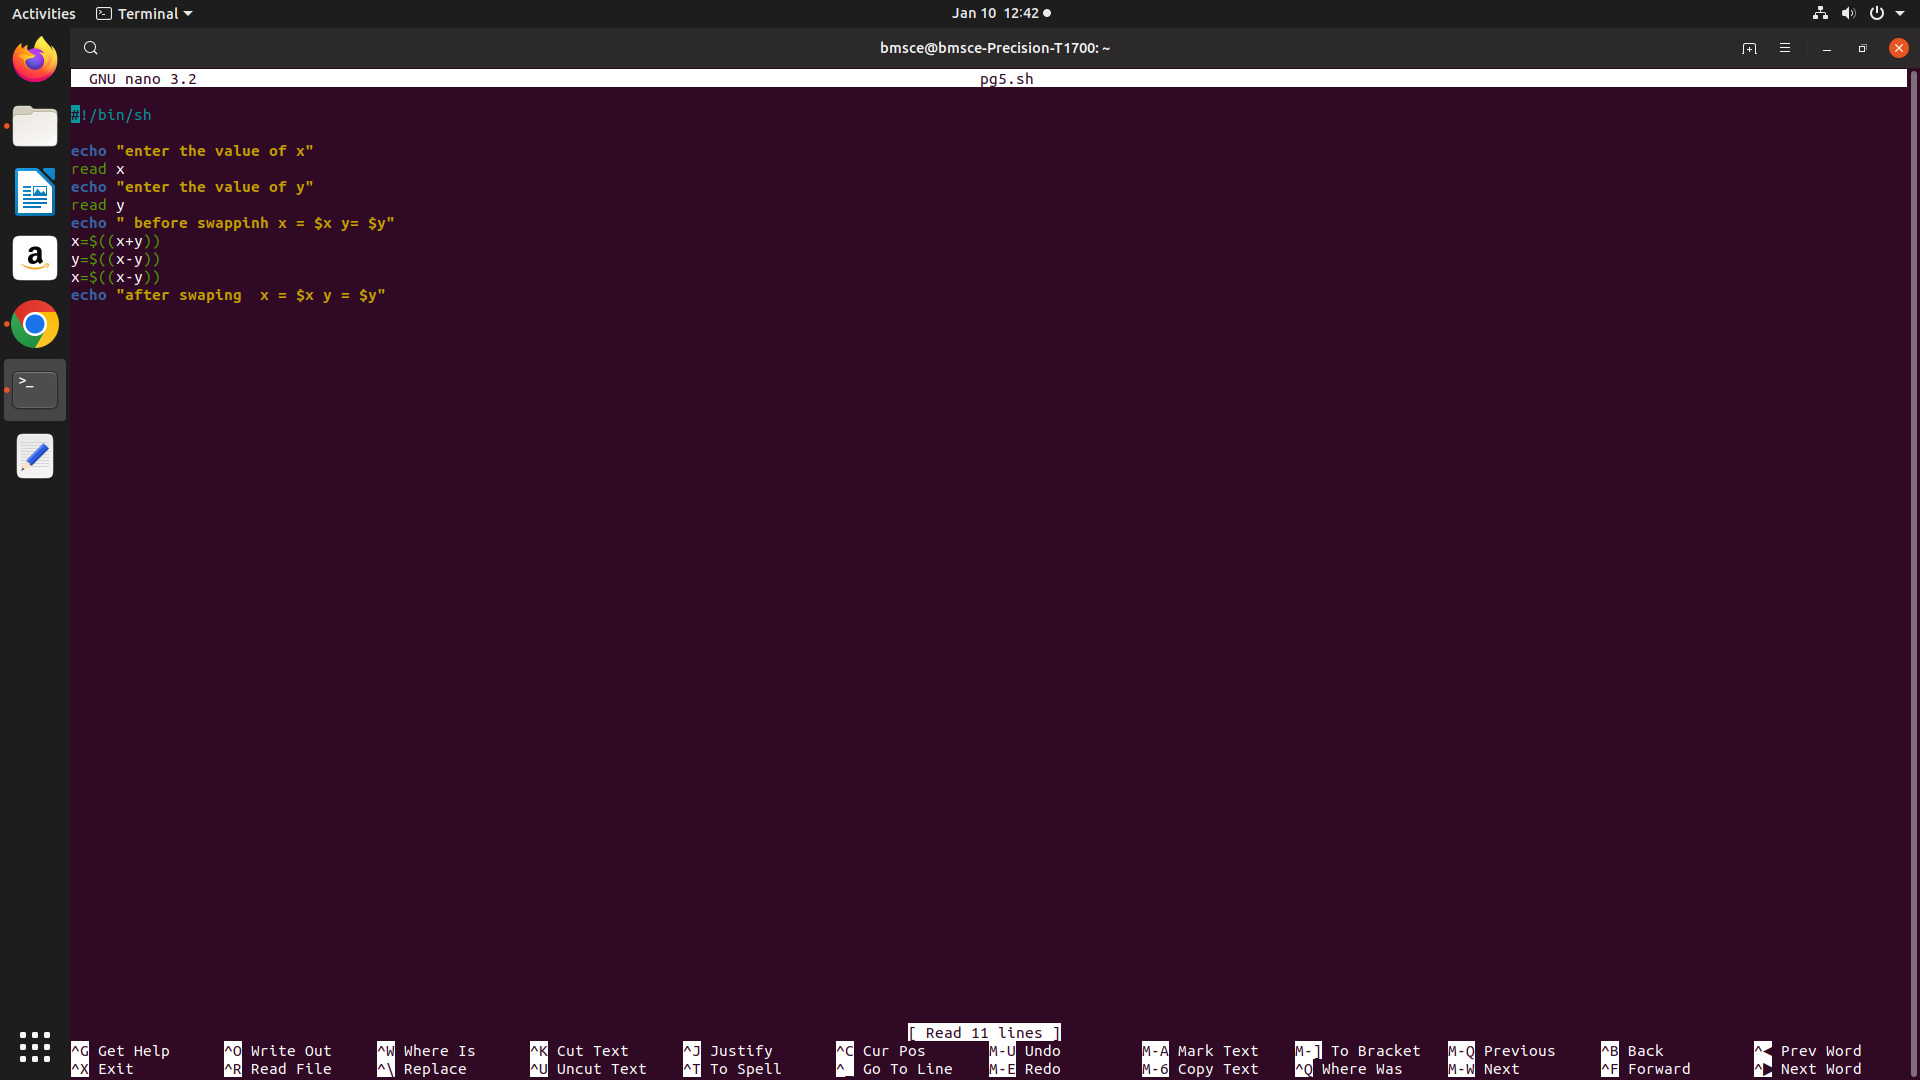 Activities Terminal Jan 10 12:42
bmsce@bmsce-Precision-T1700: ~
GNU nano 3.2 pg5.sh
#!/bin/sh
echo "enter the value of x"
read x
echo "enter the value of y"
read y
echo " before swappinh x = $x y= $y"
x=$((x+y))
y=$((x-y))
x=$((x-y))
echo "after swaping  x = $x y = $y"
a
>_
[ Read 11 lines ]
^G Get Help ^O Write Out ^W Where Is ^K Cut Text ^J Justify ^C Cur Pos M-U Undo M-A Mark Text M-] To Bracket M-Q Previous ^B Back ^◀ Prev Word
^X Exit ^R Read File ^\ Replace ^U Uncut Text ^T To Spell ^_ Go To Line M-E Redo M-6 Copy Text ^Q Where Was M-W Next ^F Forward ^▶ Next Word